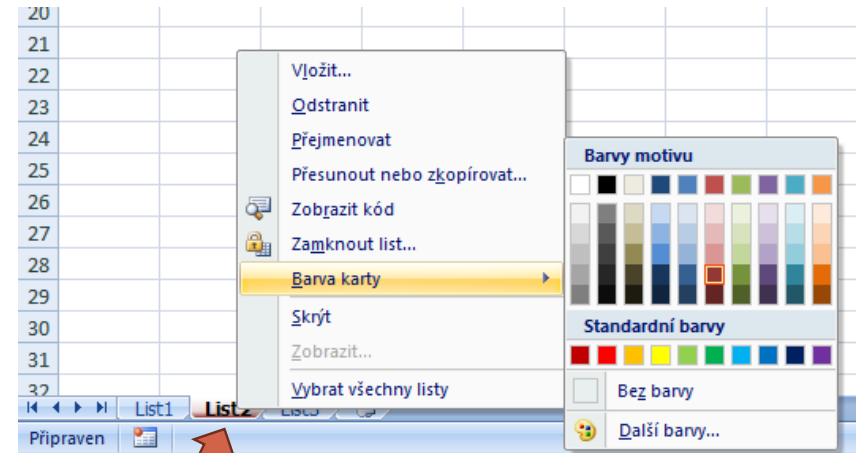 20
21
22
23
24
25
26
27
28
29
30
31
32
Vložit...
Odstranit
Přejmenovat
Přesunout nebo zkopírovat...
Zobrazit kód
Zamknout list...
Barva karty
Skrýt
Zobrazit...
Vybrat všechny listy
Barvy motivu
Standardní barvy
Bez barvy
Další barvy...
List1 List2 List3
Připraven